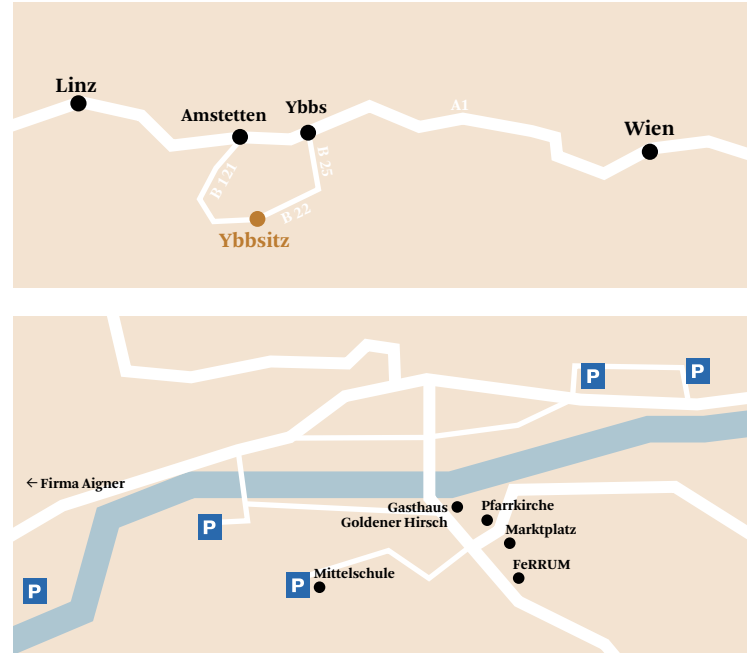 Linz
Amstetten
Ybbs
A1
Wien
B 121
B 25
B 22
Ybbsitz
P
P
← Firma Aigner
Gasthaus
Goldener Hirsch
Pfarrkirche
P
Marktplatz
FeRRUM
P
Mittelschule
P